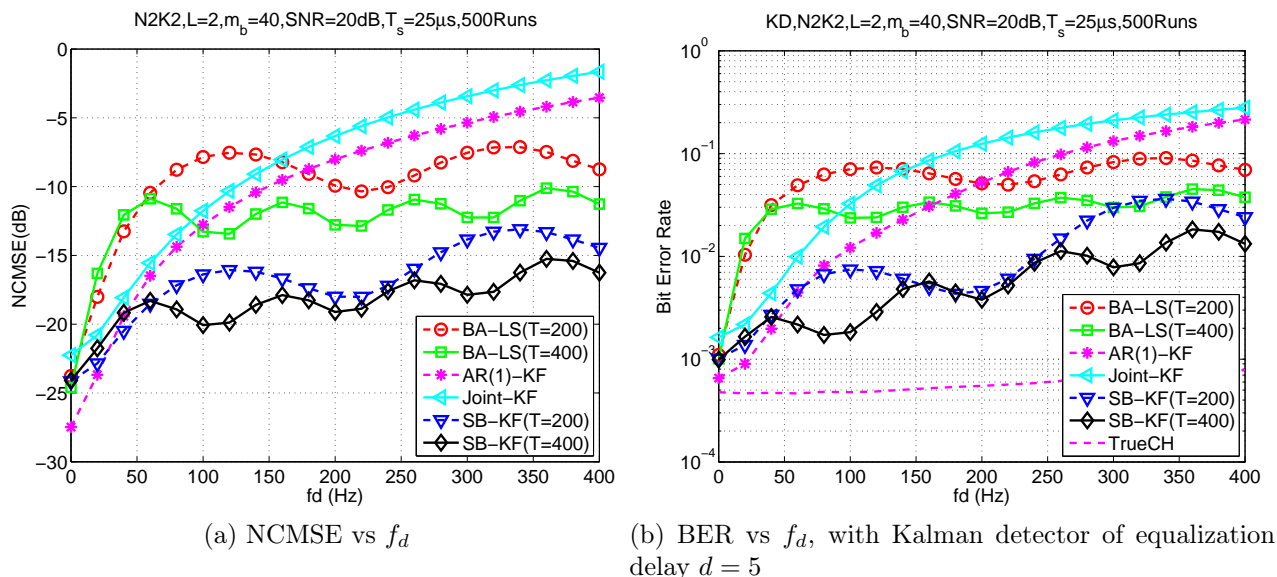 N2K2,L=2,m_b=40,SNR=20dB,T_s=25μs,500Runs
0
−5
−10
−15
−20
−25
−30
NCMSE(dB)
0 50 100 150 200 250 300 350 400
fd (Hz)
BA−LS(T=200)
BA−LS(T=400)
AR(1)−KF
Joint−KF
SB−KF(T=200)
SB−KF(T=400)
(a) NCMSE vs f_d
KD,N2K2,L=2,m_b=40,SNR=20dB,T_s=25μs,500Runs
10^0
10^−1
10^−2
10^−3
10^−4
Bit Error Rate
0 50 100 150 200 250 300 350 400
fd (Hz)
BA−LS(T=200)
BA−LS(T=400)
AR(1)−KF
Joint−KF
SB−KF(T=200)
SB−KF(T=400)
TrueCH
(b) BER vs f_d, with Kalman detector of equalization
delay d = 5